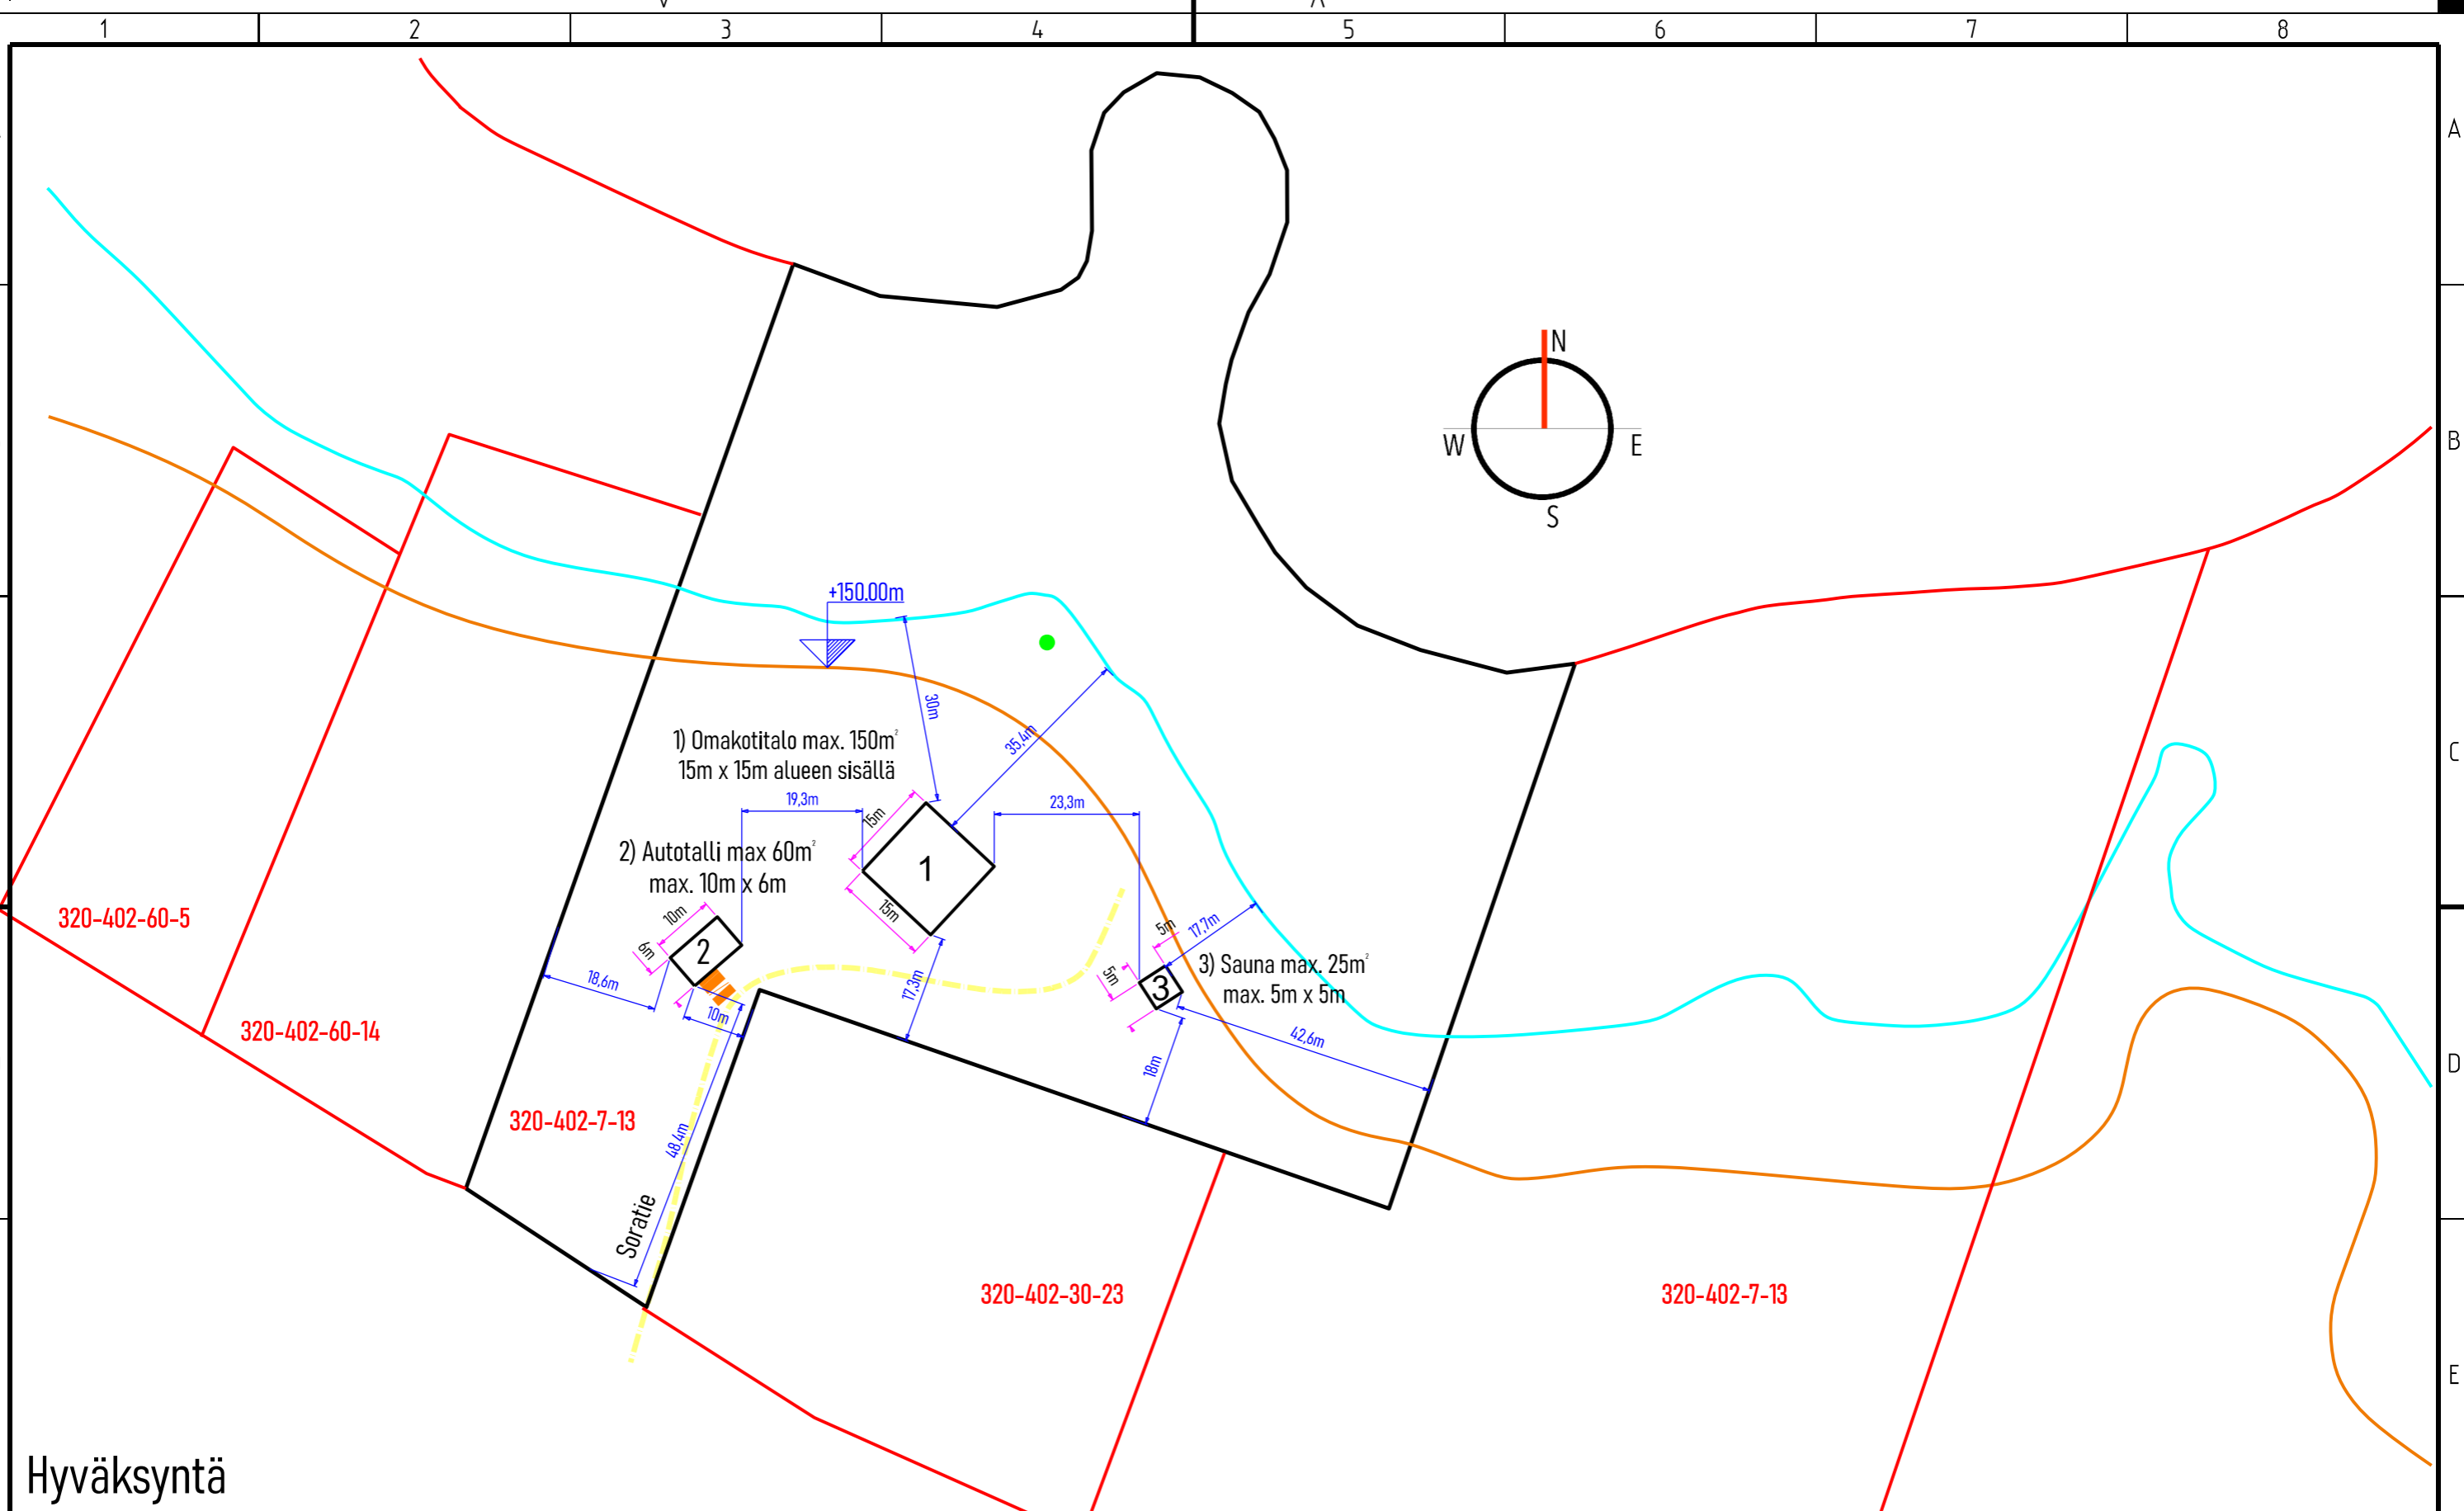 1 2 3 4 5 6 7 8
A
N
W E
B
S
+150.00m
30m
35,4m
1) Omakotitalo max. 150m²
15m x 15m alueen sisällä
C
19,3m
23,3m
15m
2) Autotalli max 60m²
max. 10m x 6m
1
15m
320-402-60-5
10m
6m
2
5m
17,7m
3) Sauna max. 25m²
max. 5m x 5m
5m
3
18,6m
17,3m
10m
320-402-60-14
42,6m
18m
D
320-402-7-13
48,4m
Soratie
320-402-30-23
320-402-7-13
E
Hyväksyntä